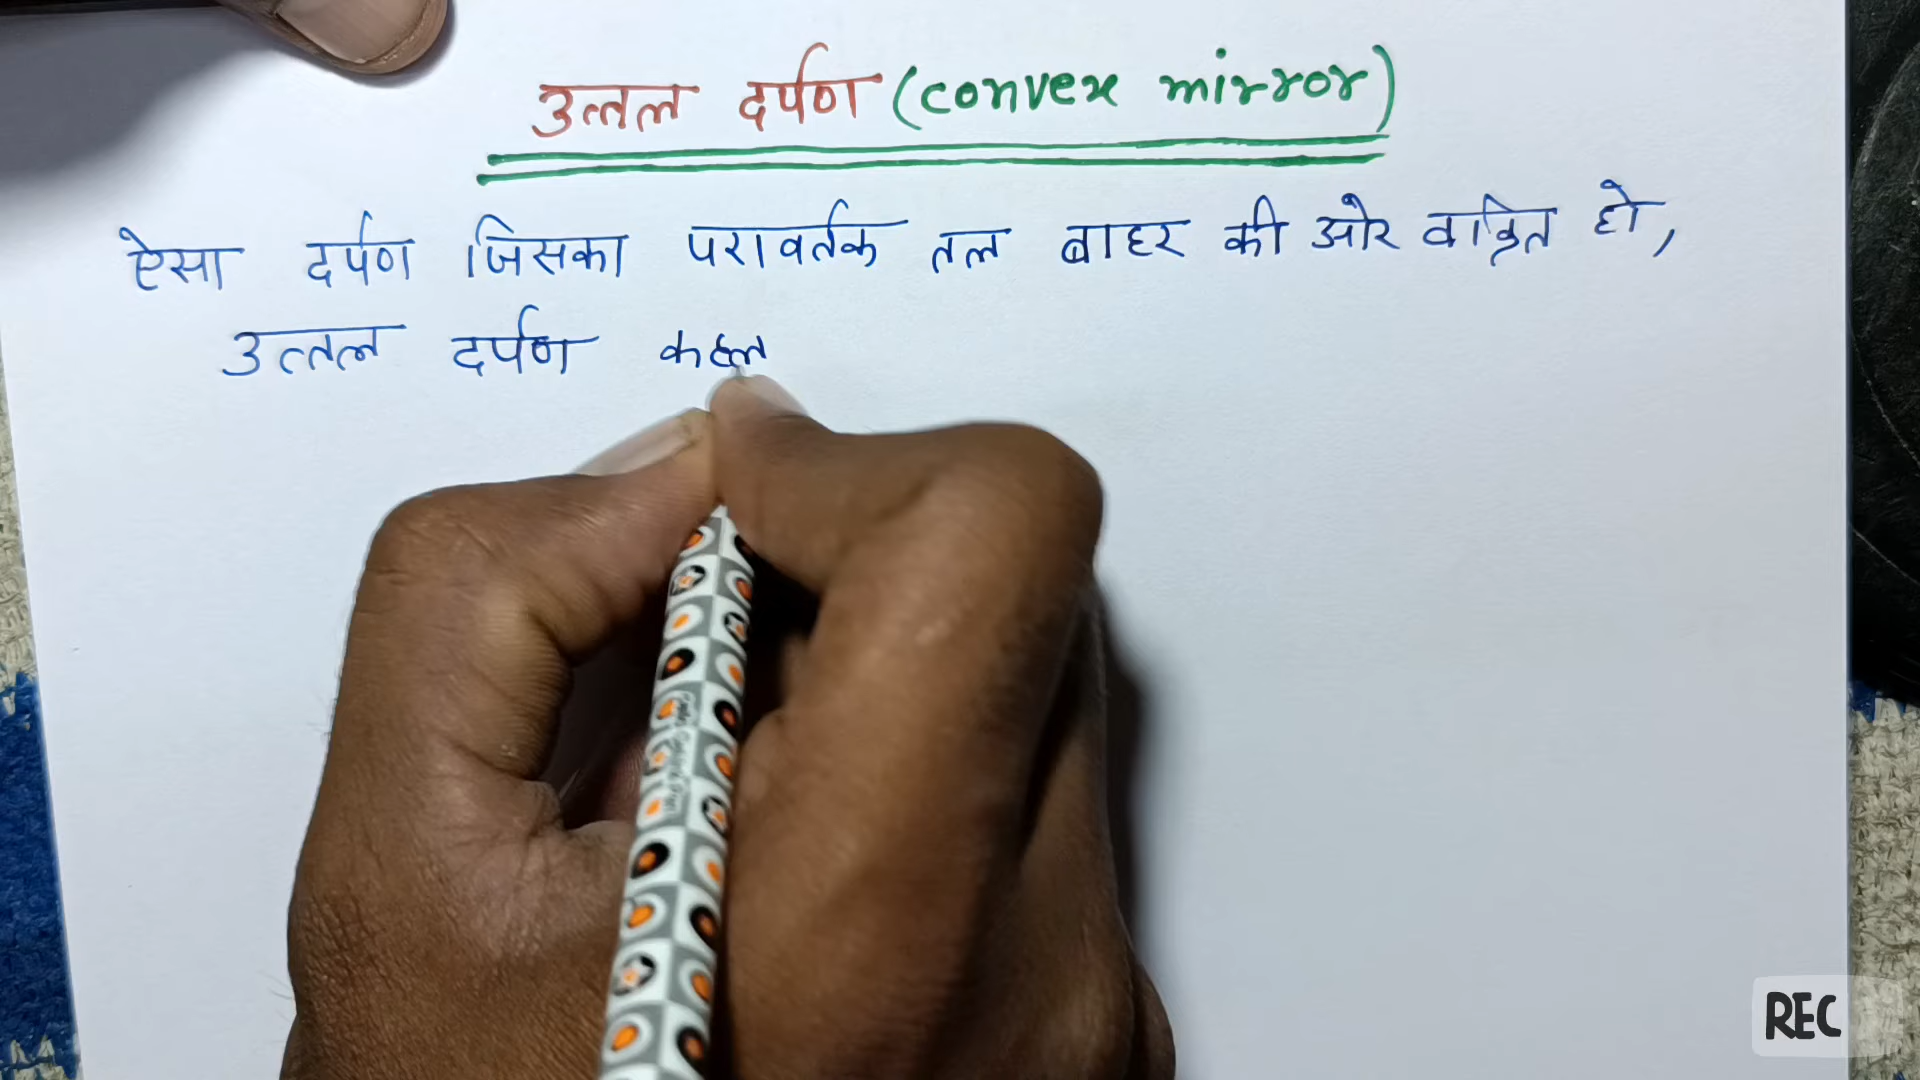 उत्तल दर्पण (convex mirror)
ऐसा दर्पण जिसका परावर्तक तल बाहर की ओर वक्रित हो,
उत्तल दर्पण कहल
REC